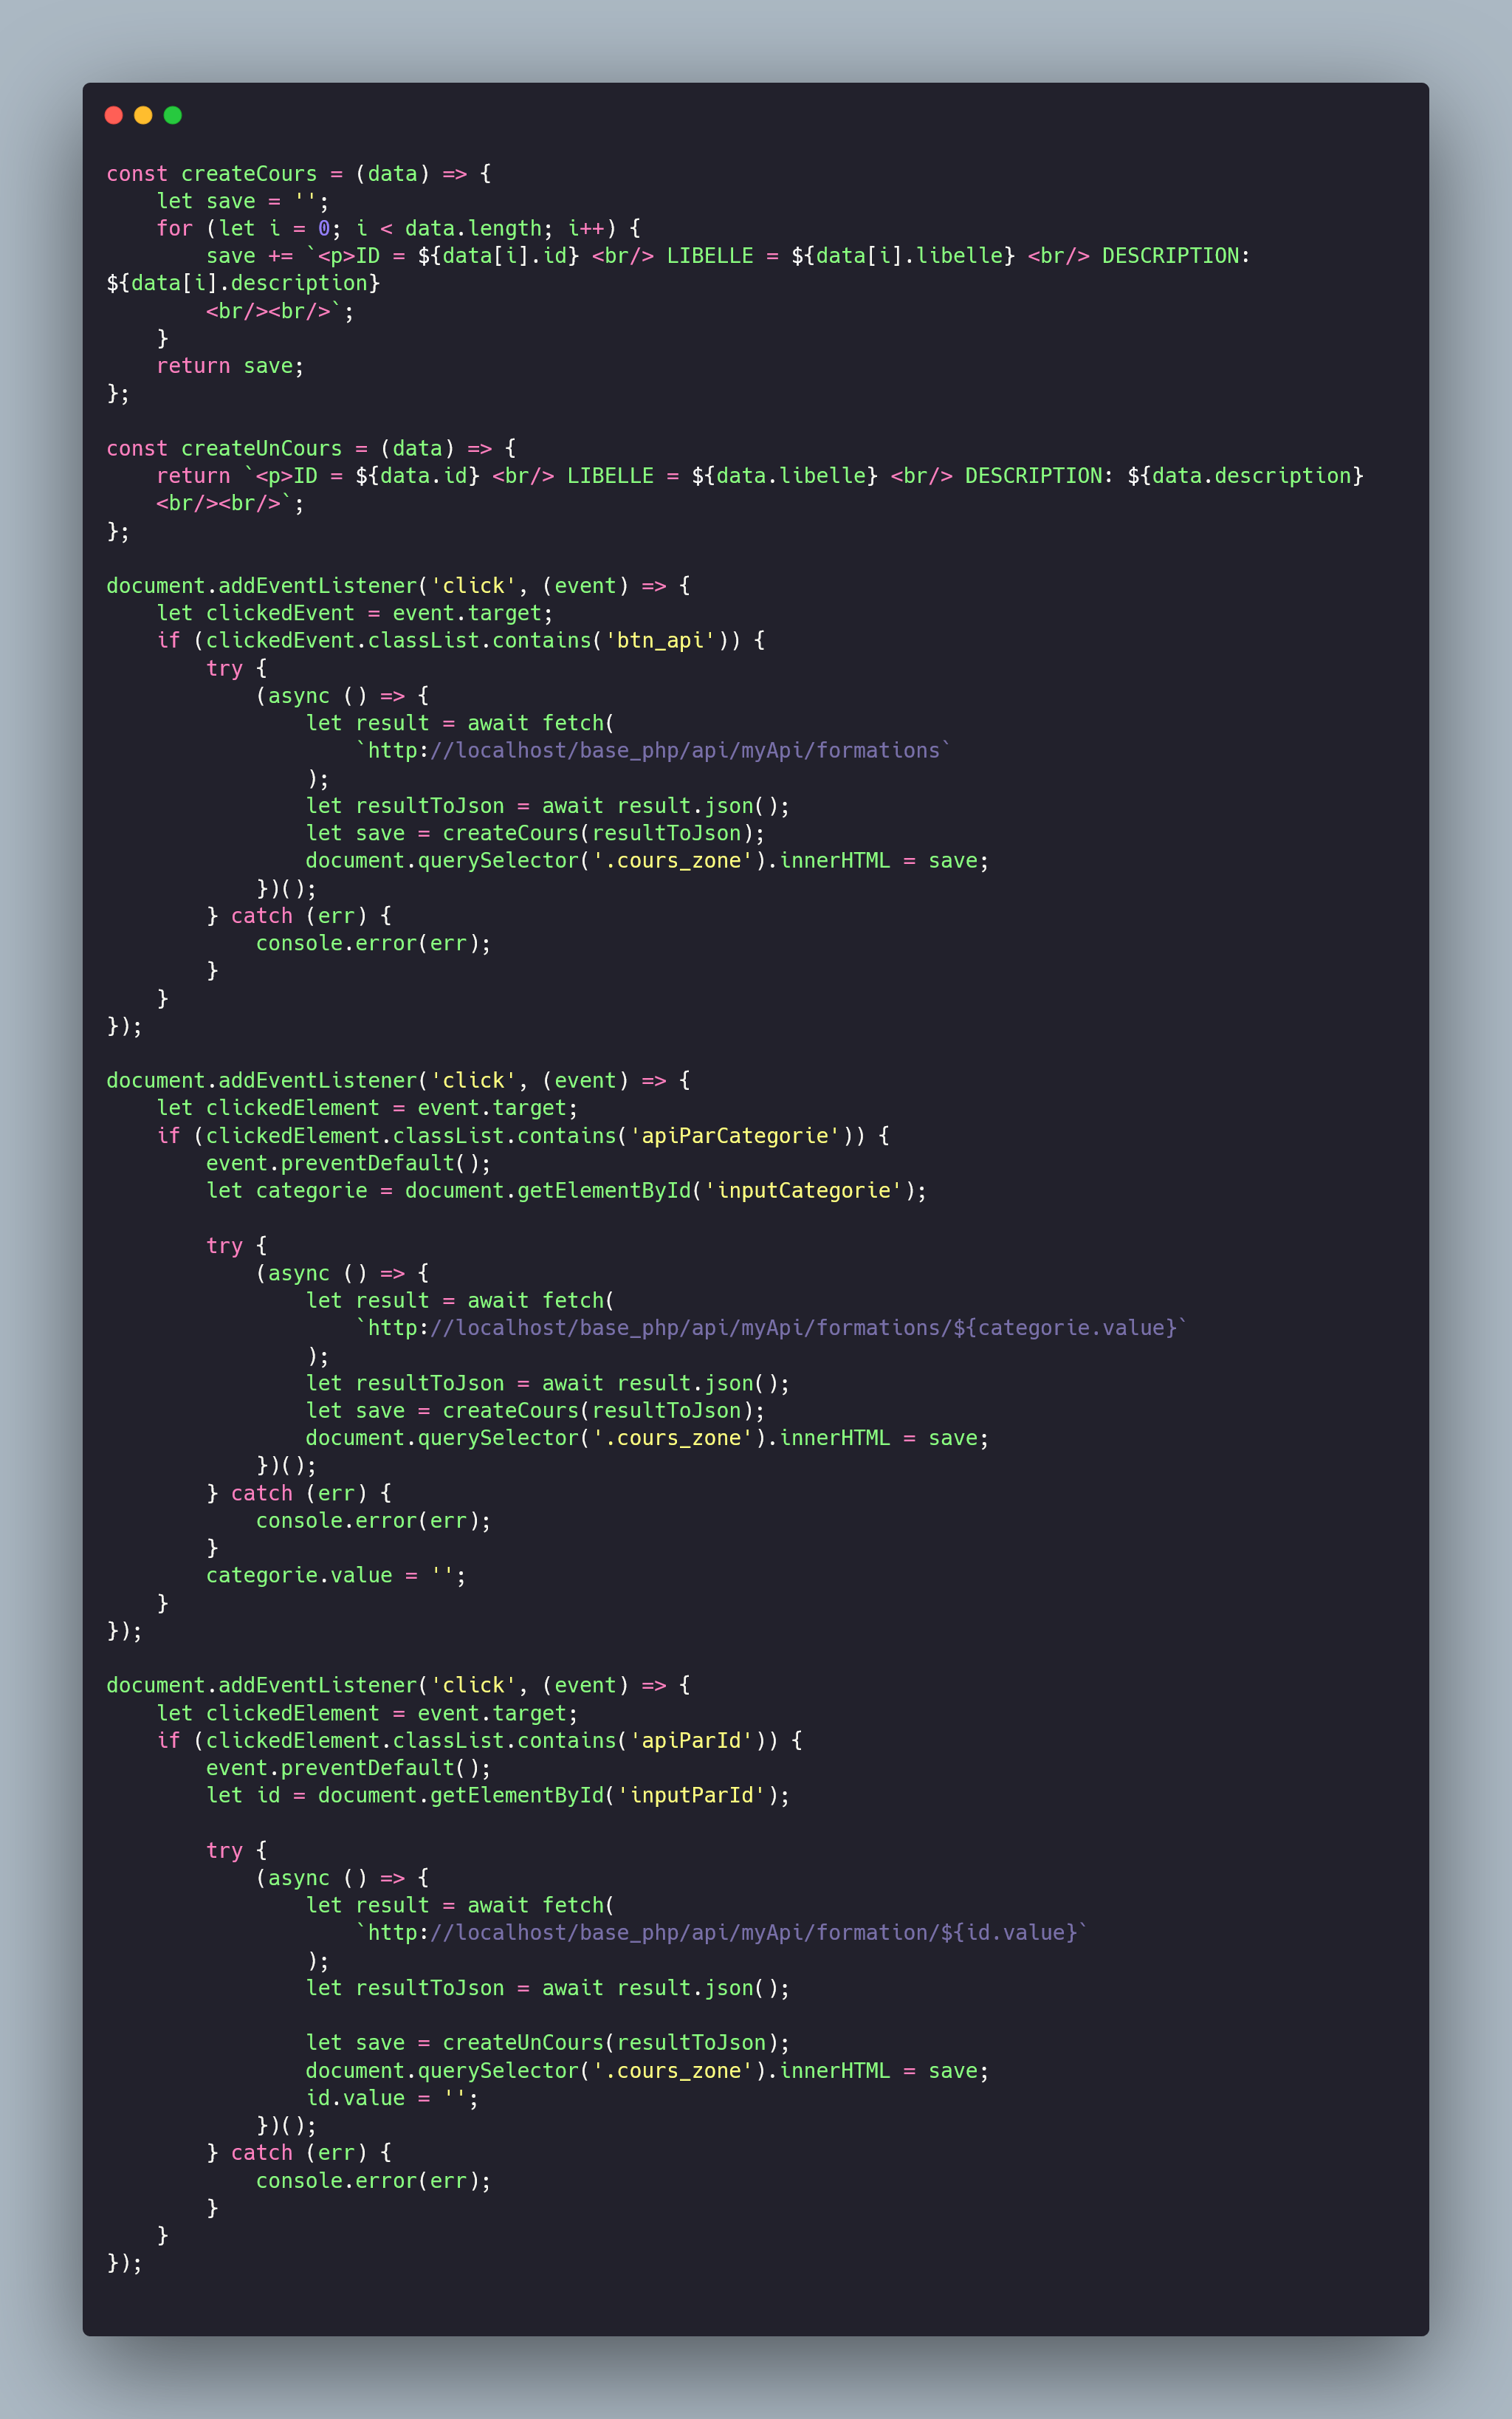 const createCours = (data) => {
    let save = '';
    for (let i = 0; i < data.length; i++) {
        save += `<p>ID = ${data[i].id} <br/> LIBELLE = ${data[i].libelle} <br/> DESCRIPTION:
${data[i].description}
        <br/><br/>`;
    }
    return save;
};

const createUnCours = (data) => {
    return `<p>ID = ${data.id} <br/> LIBELLE = ${data.libelle} <br/> DESCRIPTION: ${data.description}
    <br/><br/>`;
};

document.addEventListener('click', (event) => {
    let clickedEvent = event.target;
    if (clickedEvent.classList.contains('btn_api')) {
        try {
            (async () => {
                let result = await fetch(
                    `http://localhost/base_php/api/myApi/formations`
                );
                let resultToJson = await result.json();
                let save = createCours(resultToJson);
                document.querySelector('.cours_zone').innerHTML = save;
            })();
        } catch (err) {
            console.error(err);
        }
    }
});

document.addEventListener('click', (event) => {
    let clickedElement = event.target;
    if (clickedElement.classList.contains('apiParCategorie')) {
        event.preventDefault();
        let categorie = document.getElementById('inputCategorie');

        try {
            (async () => {
                let result = await fetch(
                    `http://localhost/base_php/api/myApi/formations/${categorie.value}`
                );
                let resultToJson = await result.json();
                let save = createCours(resultToJson);
                document.querySelector('.cours_zone').innerHTML = save;
            })();
        } catch (err) {
            console.error(err);
        }
        categorie.value = '';
    }
});

document.addEventListener('click', (event) => {
    let clickedElement = event.target;
    if (clickedElement.classList.contains('apiParId')) {
        event.preventDefault();
        let id = document.getElementById('inputParId');

        try {
            (async () => {
                let result = await fetch(
                    `http://localhost/base_php/api/myApi/formation/${id.value}`
                );
                let resultToJson = await result.json();

                let save = createUnCours(resultToJson);
                document.querySelector('.cours_zone').innerHTML = save;
                id.value = '';
            })();
        } catch (err) {
            console.error(err);
        }
    }
});